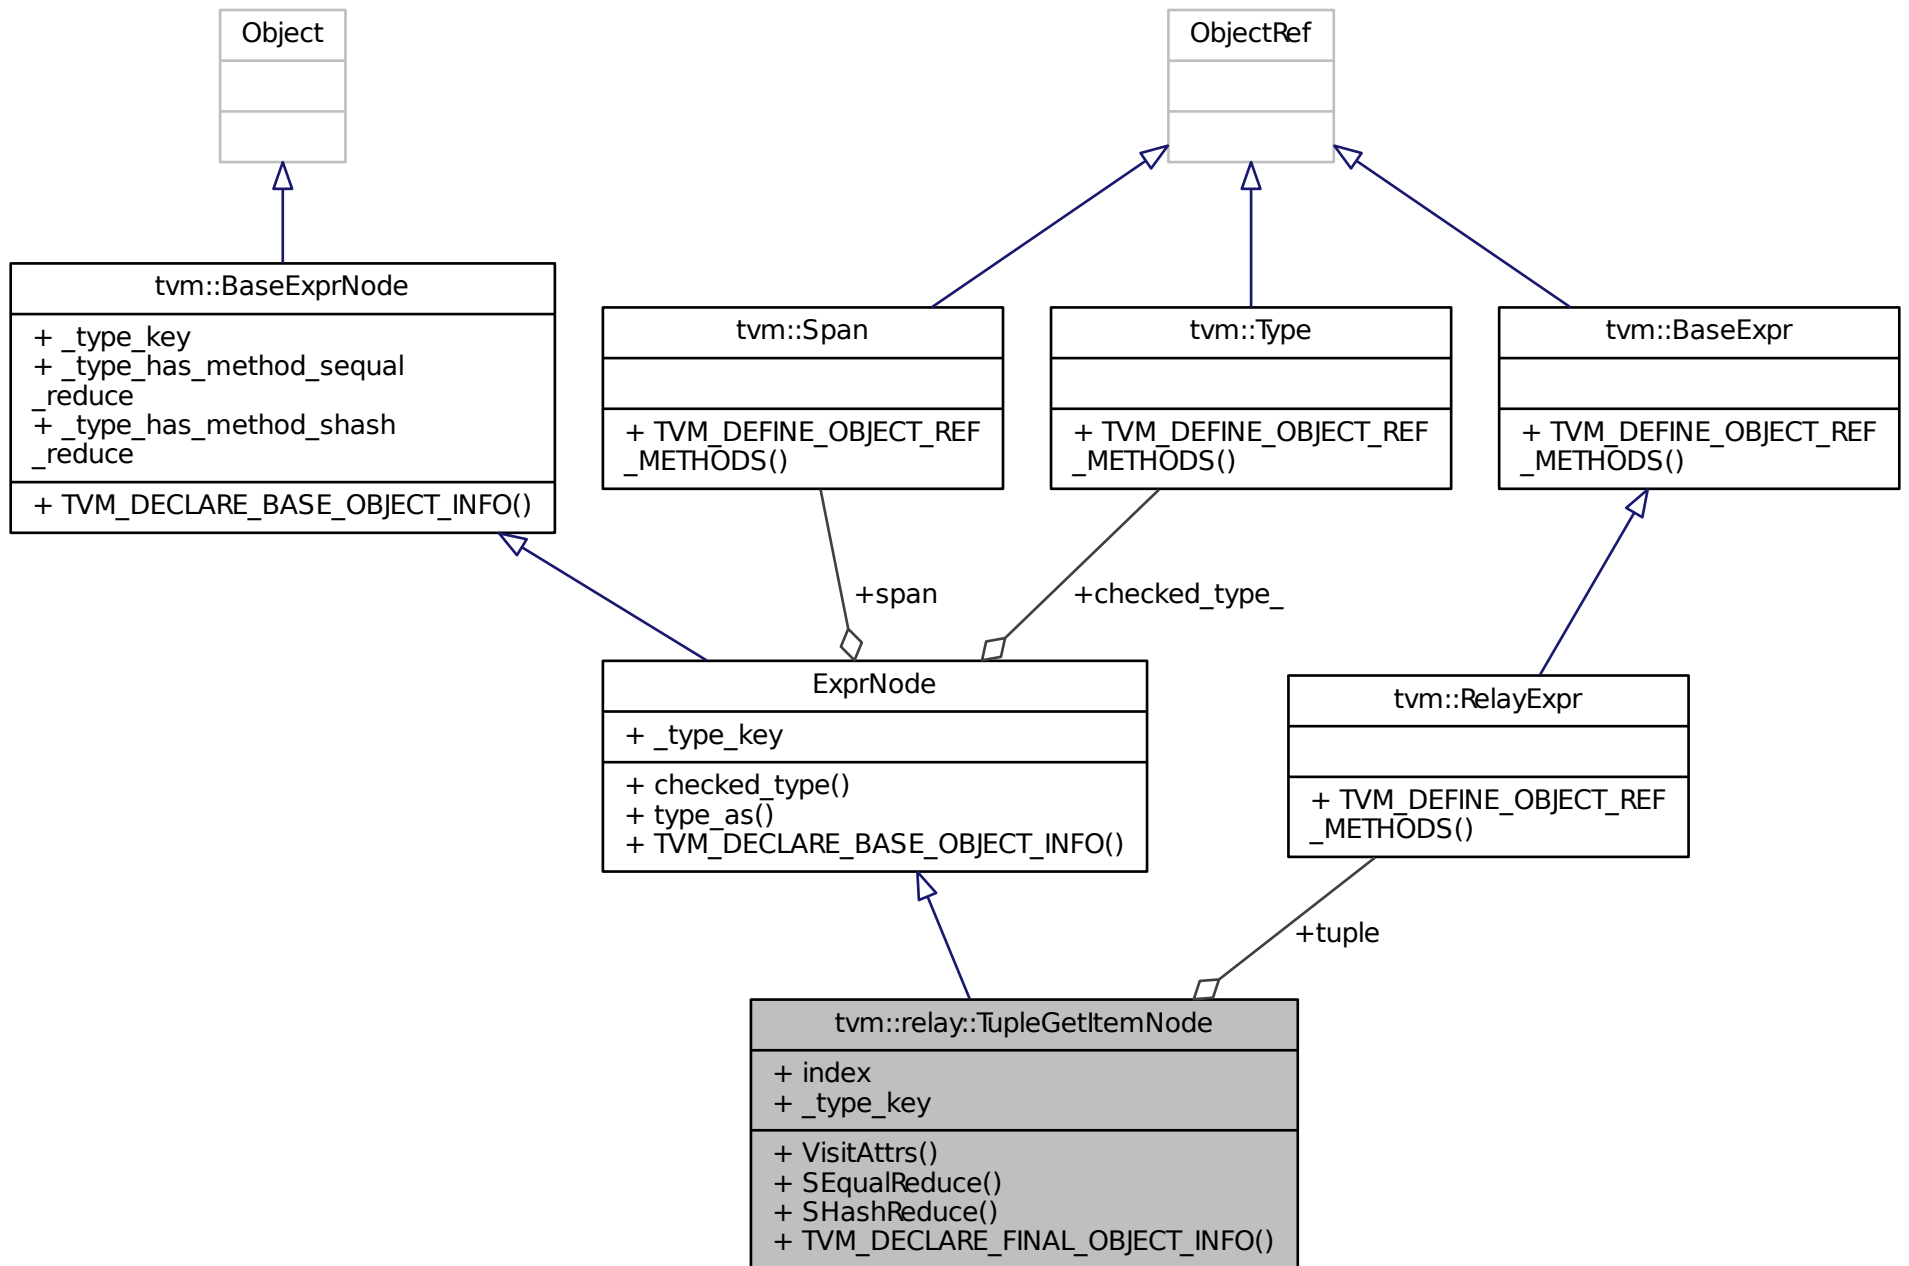 Object
ObjectRef
tvm::BaseExprNode
+ _type_key
+ _type_has_method_sequal
_reduce
+ _type_has_method_shash
_reduce
+ TVM_DECLARE_BASE_OBJECT_INFO()
tvm::Span
+ TVM_DEFINE_OBJECT_REF
_METHODS()
tvm::Type
+ TVM_DEFINE_OBJECT_REF
_METHODS()
tvm::BaseExpr
+ TVM_DEFINE_OBJECT_REF
_METHODS()
+span
+checked_type_
ExprNode
+ _type_key
+ checked_type()
+ type_as()
+ TVM_DECLARE_BASE_OBJECT_INFO()
tvm::RelayExpr
+ TVM_DEFINE_OBJECT_REF
_METHODS()
+tuple
tvm::relay::TupleGetItemNode
+ index
+ _type_key
+ VisitAttrs()
+ SEqualReduce()
+ SHashReduce()
+ TVM_DECLARE_FINAL_OBJECT_INFO()